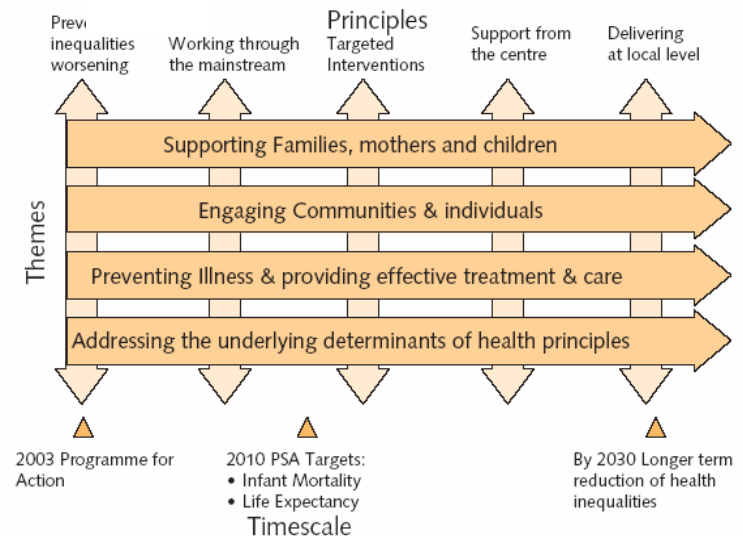 Principles
Preve
inequalities
worsening
Working through
the mainstream
Targeted
Interventions
Support from
the centre
Delivering
at local level
Themes
Supporting Families, mothers and children
Engaging Communities & individuals
Preventing Illness & providing effective treatment & care
Addressing the underlying determinants of health principles
2003 Programme for
Action
2010 PSA Targets:
• Infant Mortality
• Life Expectancy
By 2030 Longer term
reduction of health
inequalities
Timescale